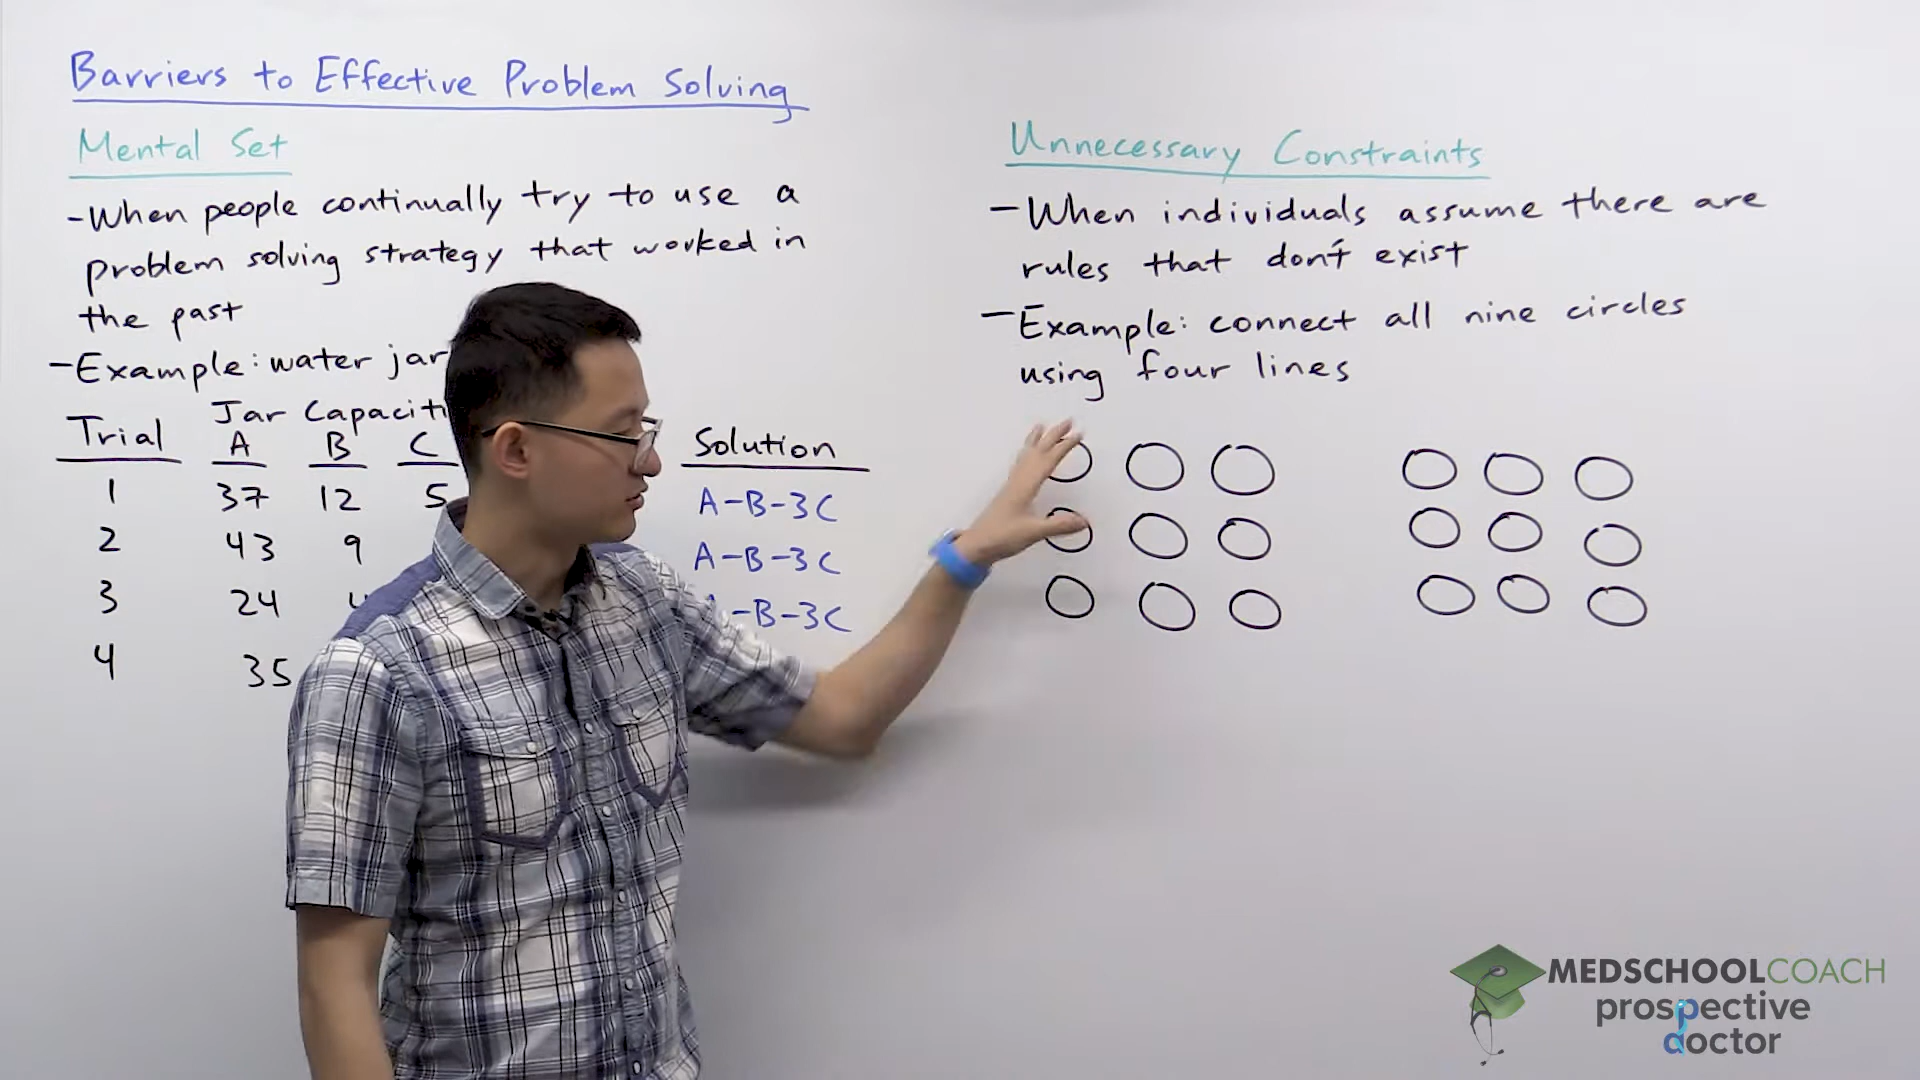 Barriers to Effective Problem Solving
Mental Set
-When people continually try to use a
problem solving strategy that worked in
the past
-Example: water jar
Jar Capaciti
Trial A B C Solution
1 37 12 5 A-B-3C
2 43 9 A-B-3C
3 24 -B-3C
4 35
Unnecessary Constraints
-When individuals assume there are
rules that don't exist
-Example: connect all nine circles
using four lines
MEDSCHOOLCOACH
prospective
doctor